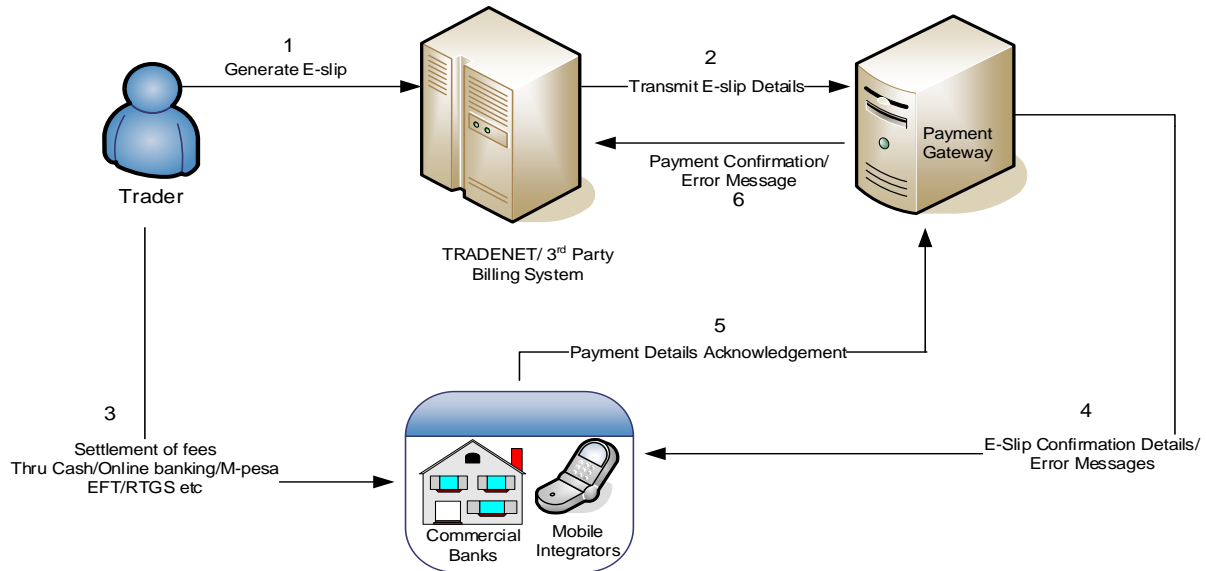 1
Generate E-slip
2
Transmit E-slip Details
Payment Gateway
Payment Confirmation/
Error Message
6
Trader
TRADENET/ 3rd Party
Billing System
5
Payment Details Acknowledgement
3
Settlement of fees
Thru Cash/Online banking/M-pesa
EFT/RTGS etc
4
E-Slip Confirmation Details/
Error Messages
Commercial
Banks
Mobile
Integrators